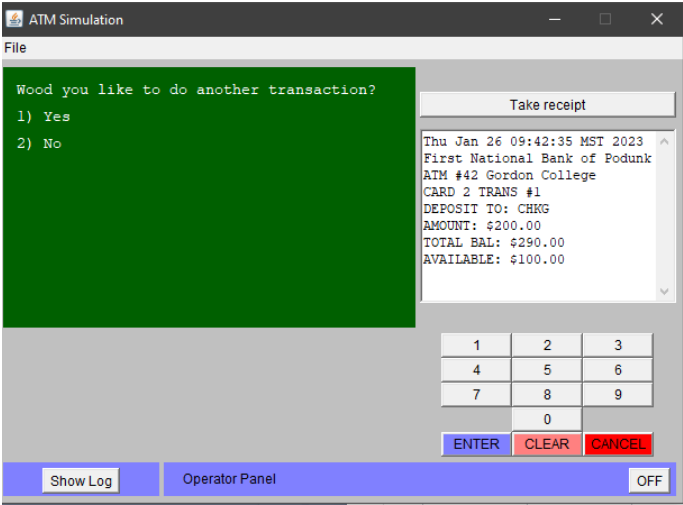 ATM Simulation
File
Wood you like to do another transaction?
1) Yes
2) No
Take receipt
Thu Jan 26 09:42:35 MST 2023
First National Bank of Podunk
ATM #42 Gordon College
CARD 2 TRANS #1
DEPOSIT TO: CHKG
AMOUNT: $200.00
TOTAL BAL: $290.00
AVAILABLE: $100.00
1 2 3
4 5 6
7 8 9
0
ENTER CLEAR CANCEL
Show Log Operator Panel OFF